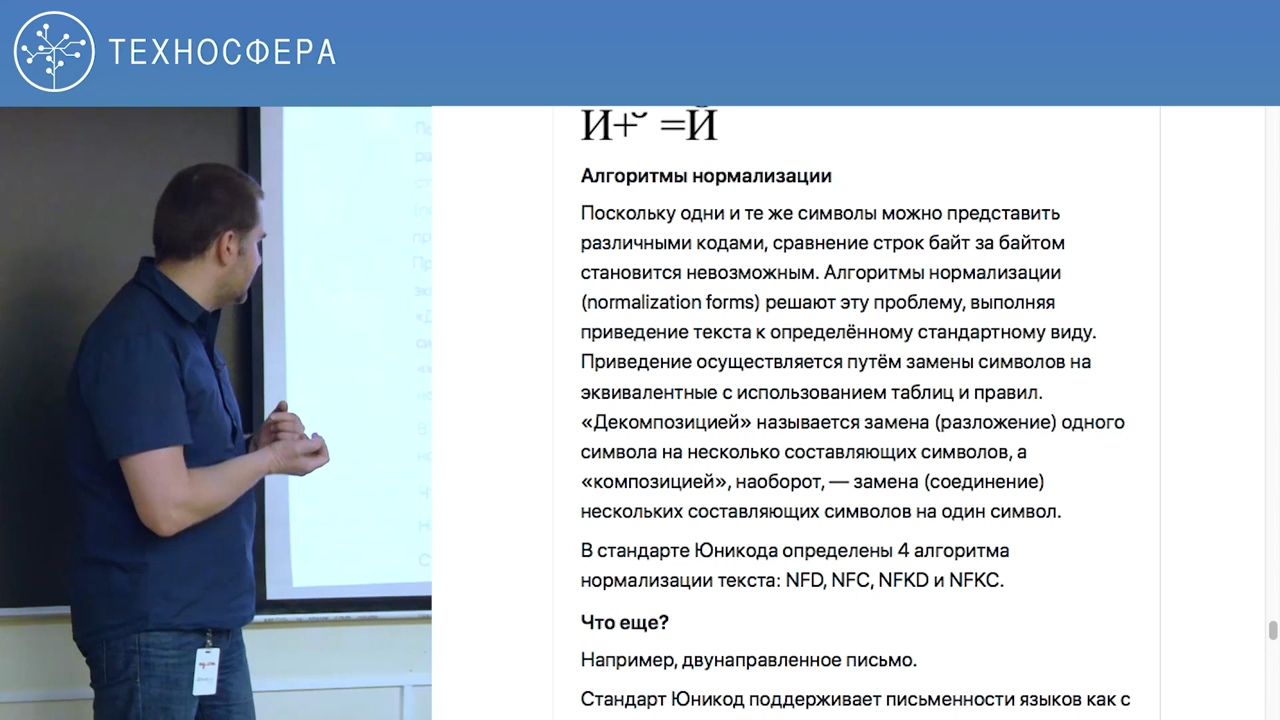 ТЕХНОСФЕРА
И+̆ =Й
Алгоритмы нормализации
Поскольку одни и те же символы можно представить
различными кодами, сравнение строк байт за байтом
становится невозможным. Алгоритмы нормализации
(normalization forms) решают эту проблему, выполняя
приведение текста к определённому стандартному виду.
Приведение осуществляется путём замены символов на
эквивалентные с использованием таблиц и правил.
«Декомпозицией» называется замена (разложение) одного
символа на несколько составляющих символов, а
«композицией», наоборот, — замена (соединение)
нескольких составляющих символов на один символ.
В стандарте Юникода определены 4 алгоритма
нормализации текста: NFD, NFC, NFKD и NFKC.
Что еще?
Например, двунаправленное письмо.
Стандарт Юникод поддерживает письменности языков как с